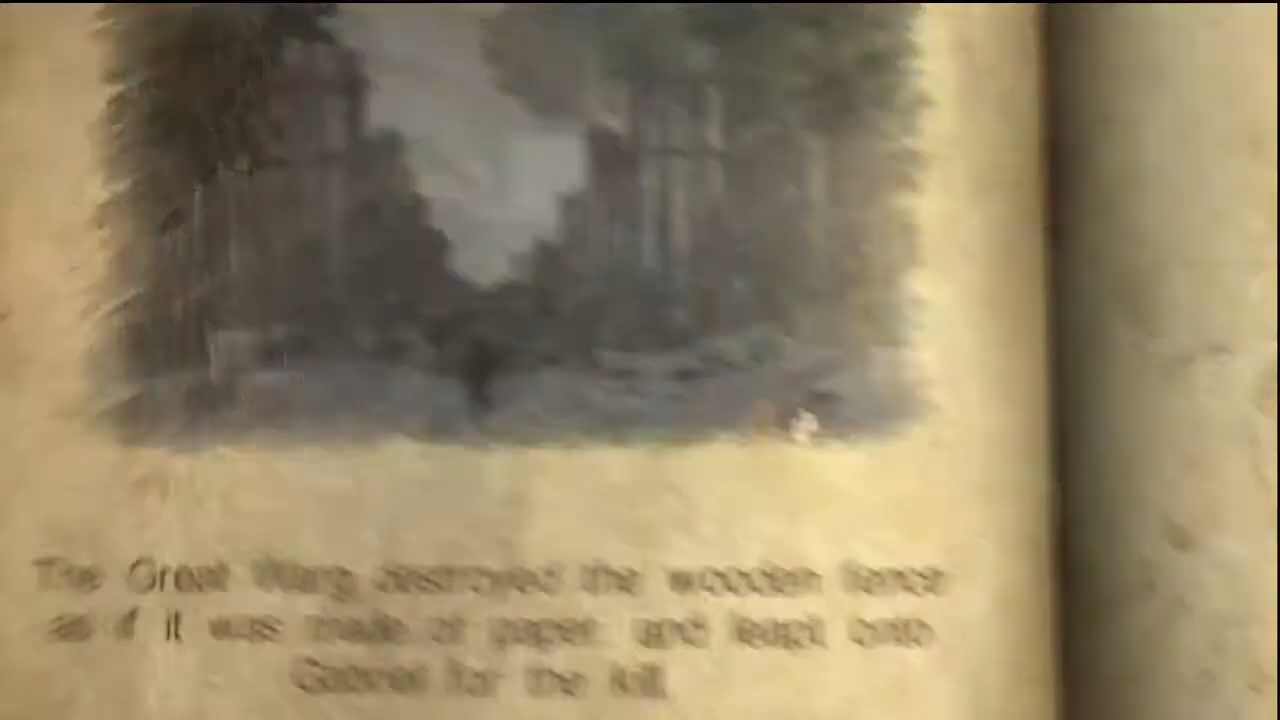 The Great Warg destroyed the wooden fence
as if it was made of paper and leapt onto
Gabriel for the kill.